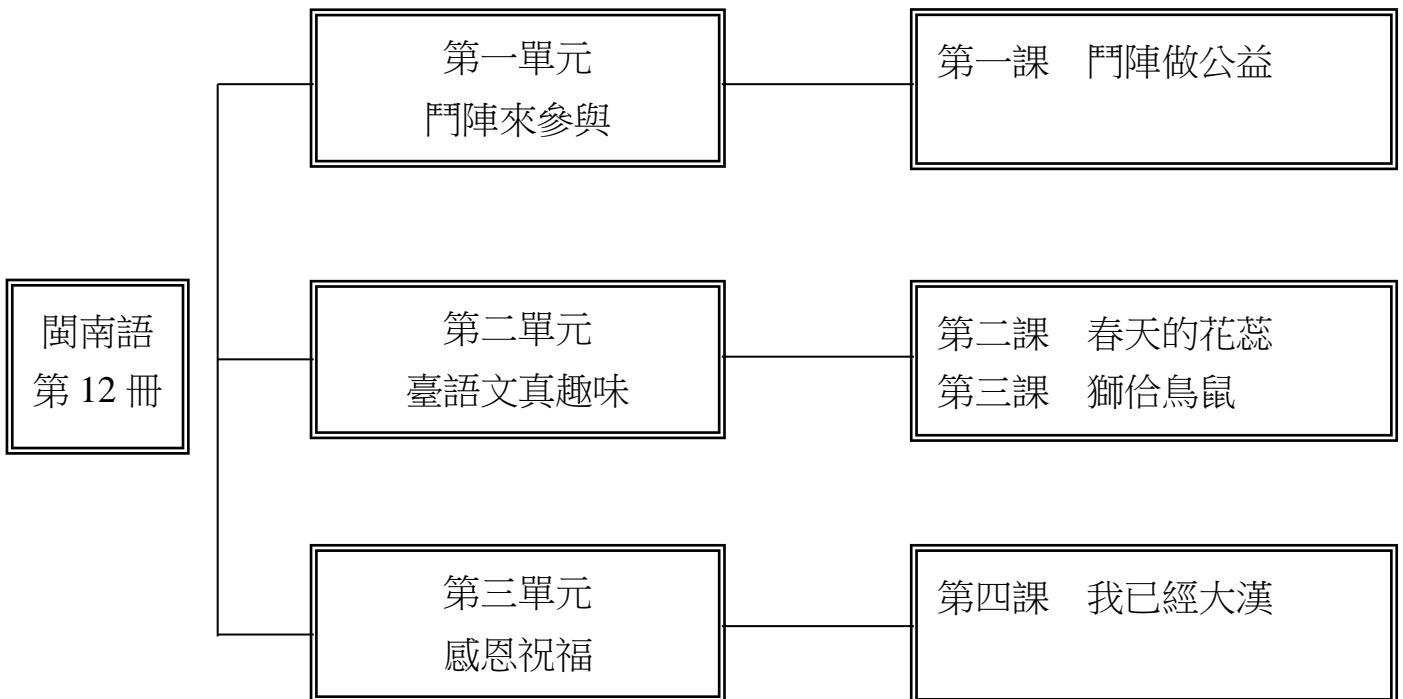 閩南語
第 12 冊
第一單元
鬥陣來參與
第一課　鬥陣做公益
第二單元
臺語文真趣味
第二課　春天的花蕊
第三課　獅佮鳥鼠
第三單元
感恩祝福
第四課　我已經大漢